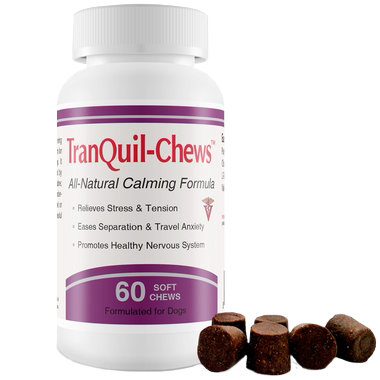 TranQuil-Chews™
All-Natural Calming Formula
• Relieves Stress & Tension
• Eases Separation & Travel Anxiety
• Promotes Healthy Nervous System
60 SOFT
CHEWS
Formulated for Dogs